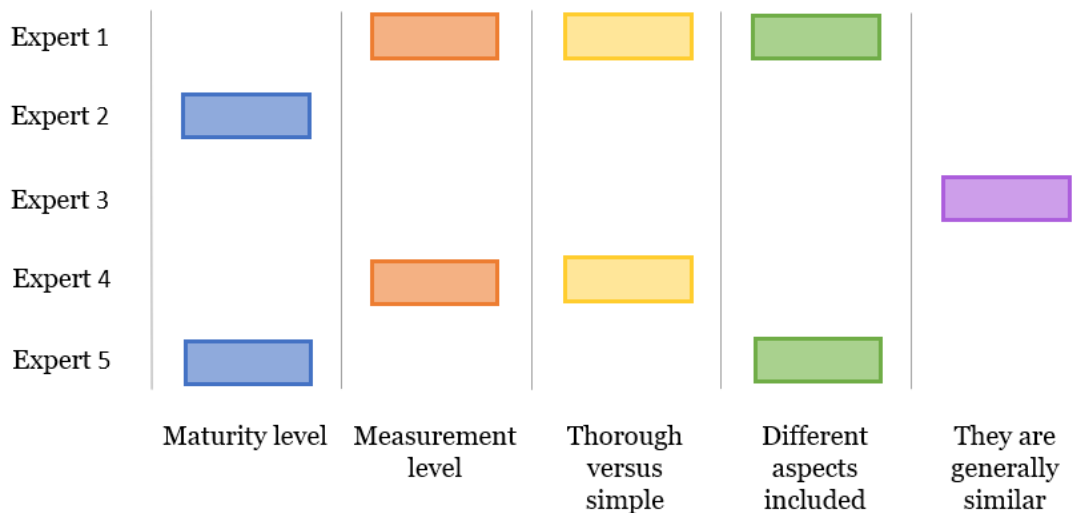 Expert 1
Expert 2
Expert 3
Expert 4
Expert 5
Maturity level
Measurement
level
Thorough
versus
simple
Different
aspects
included
They are
generally
similar